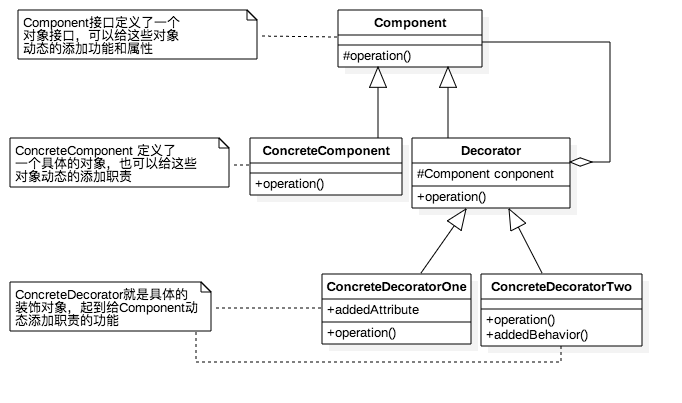 Component接口定义了一个
对象接口，可以给这些对象
动态的添加功能和属性
Component
#operation()
ConcreteComponent 定义了
一个具体的对象，也可以给这些
对象动态的添加职责
ConcreteComponent
+operation()
Decorator
#Component conponent
+operation()
ConcreteDecorator就是具体的
装饰对象，起到给Component动
态添加职责的功能
ConcreteDecoratorOne
+addedAttribute
+operation()
ConcreteDecoratorTwo
+operation()
+addedBehavior()